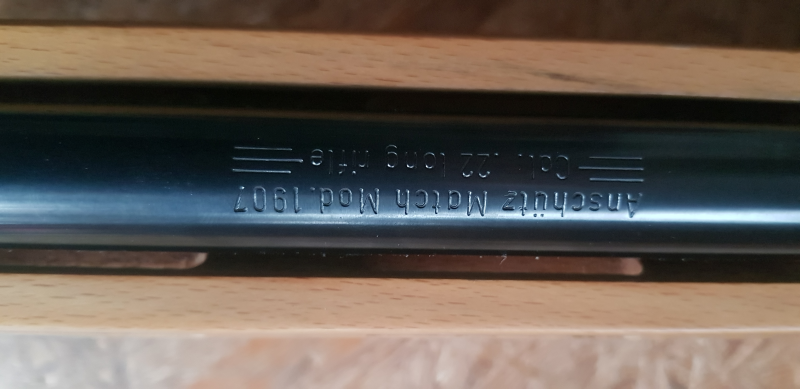 Anschütz Match Mod.1907
Cal. .22 long rifle